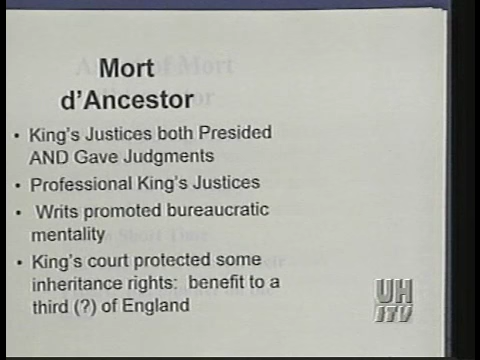 Mort
d'Ancestor
• King's Justices both Presided
AND Gave Judgments
• Professional King's Justices
• Writs promoted bureaucratic
mentality
• King's court protected some
inheritance rights: benefit to a
third (?) of England
UH
ITV